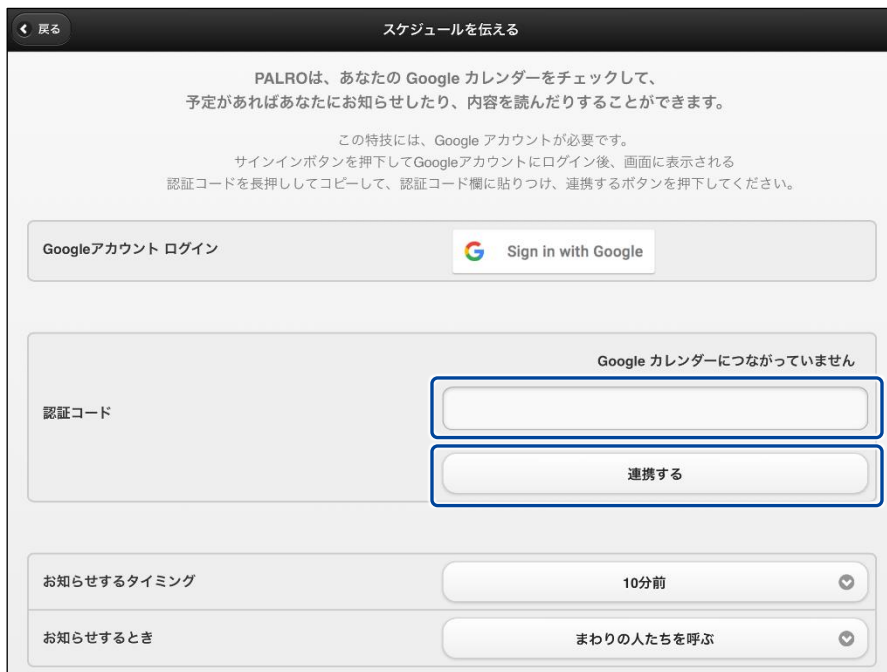 戻る
スケジュールを伝える
PALROは、あなたの Google カレンダーをチェックして、
予定があればあなたにお知らせしたり、内容を読んだりすることができます。
この特技には、Google アカウントが必要です。
サインインボタンを押下してGoogleアカウントにログイン後、画面に表示される
認証コードを長押ししてコピーして、認証コード欄に貼りつけ、連携するボタンを押下してください。
Googleアカウント ログイン
Sign in with Google
Google カレンダーにつながっていません
認証コード
連携する
お知らせするタイミング
10分前
お知らせするとき
まわりの人たちを呼ぶ